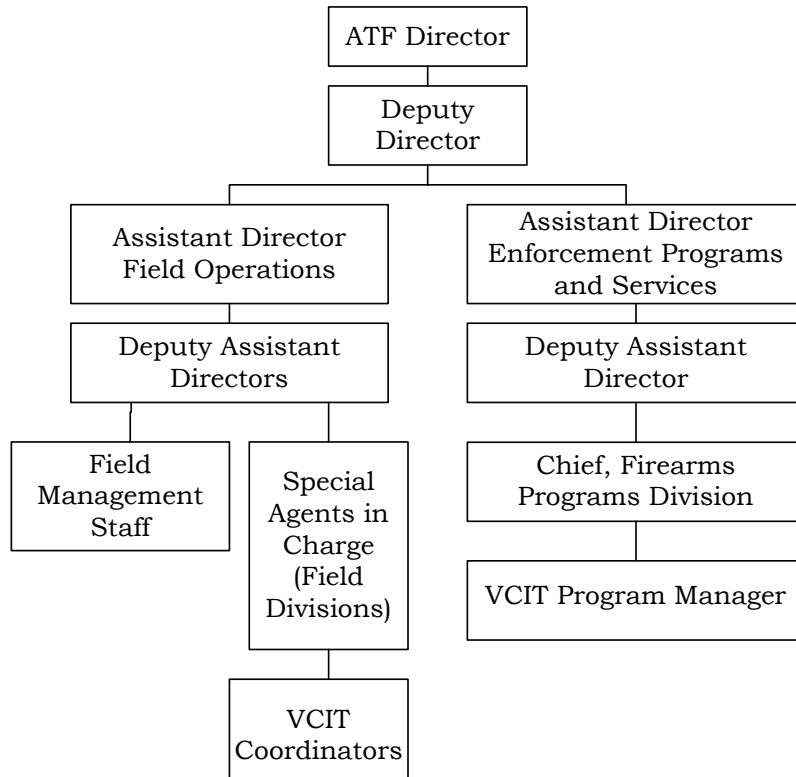 ATF Director
Deputy
Director
Assistant Director
Field Operations
Assistant Director
Enforcement Programs
and Services
Deputy Assistant
Directors
Deputy Assistant
Director
Field
Management
Staff
Special
Agents in
Charge
(Field
Divisions)
Chief, Firearms
Programs Division
VCIT Program Manager
VCIT
Coordinators